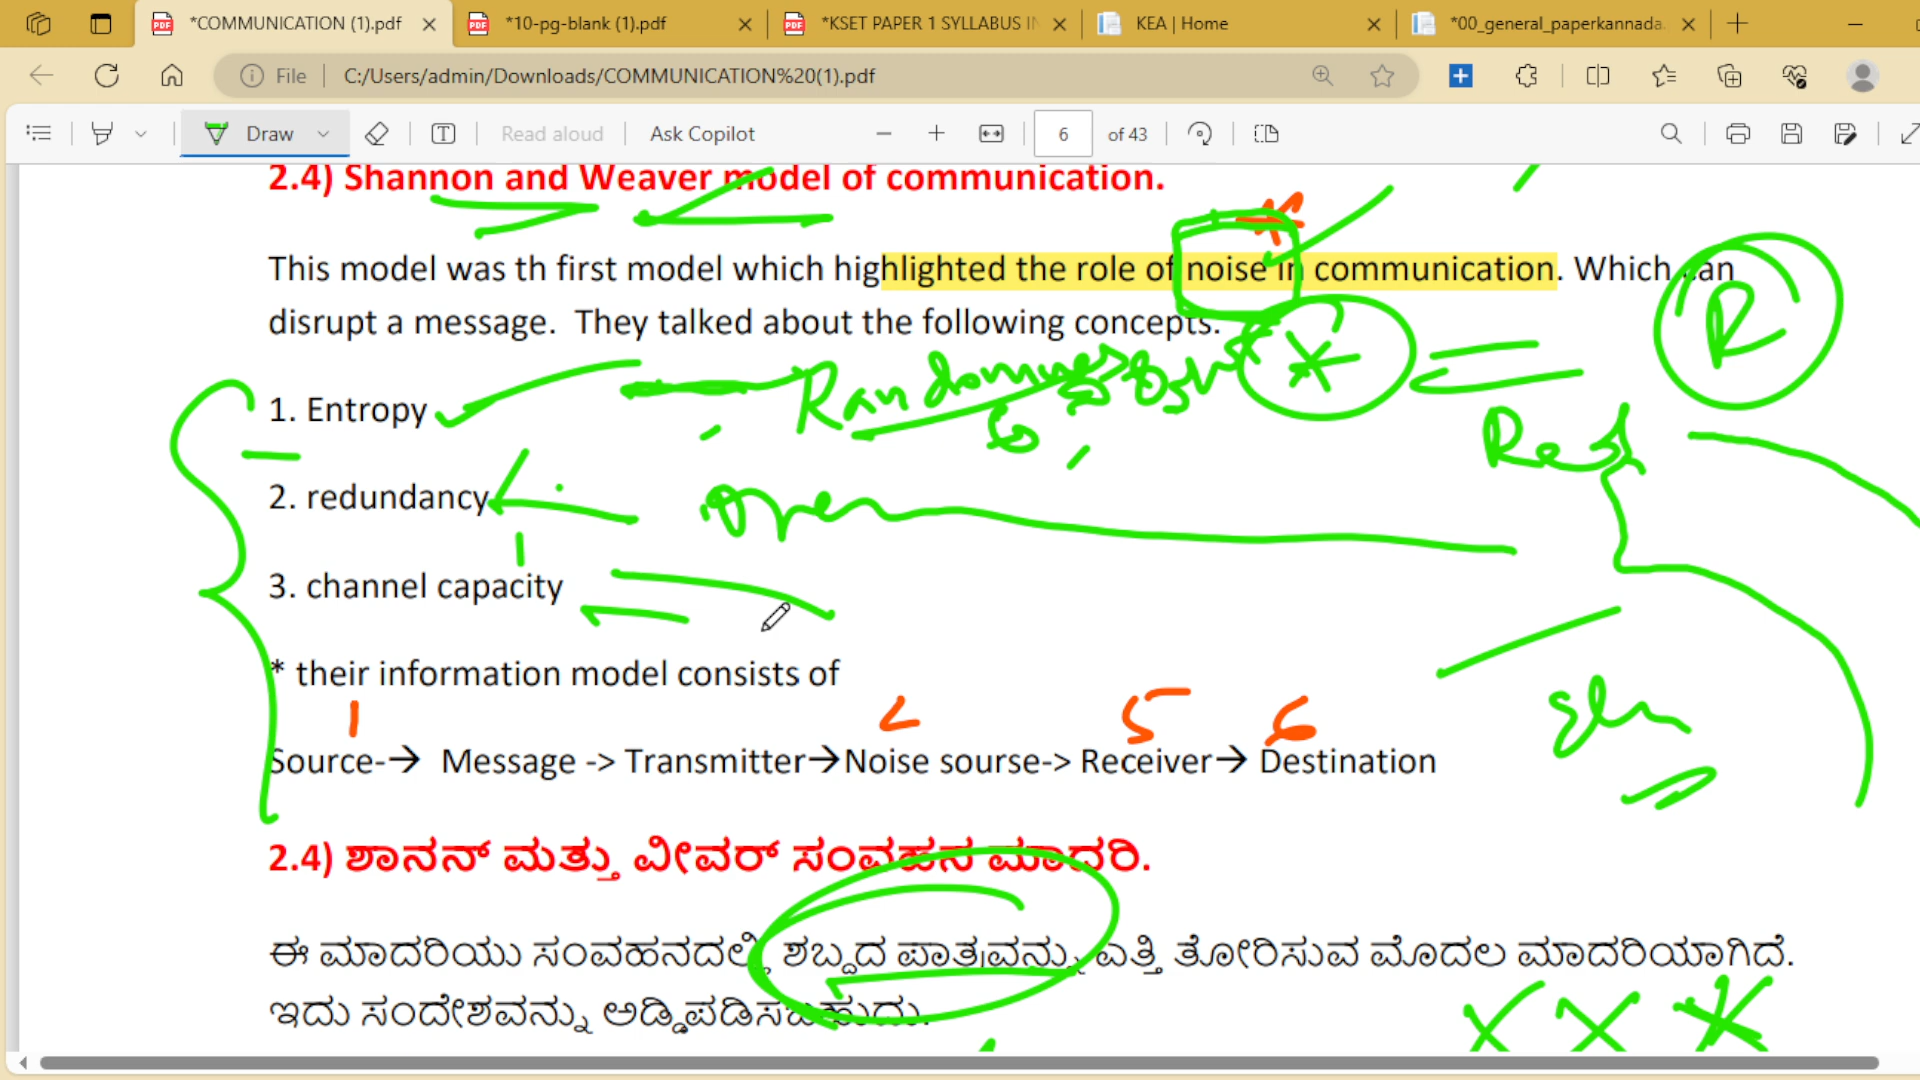 *COMMUNICATION (1).pdf
*10-pg-blank (1).pdf
*KSET PAPER 1 SYLLABUS IN
KEA | Home
*00_general_paperkannada.
File
C:/Users/admin/Downloads/COMMUNICATION%20(1).pdf
Draw
Read aloud
Ask Copilot
6 of 43
2.4) Shannon and Weaver model of communication.
This model was th first model which highlighted the role of noise in communication. Which can
disrupt a message. They talked about the following concepts.
R
1. Entropy
2. redundancy
3. channel capacity
* their information model consists of
1 5 6
Source-→ Message -> Transmitter→Noise sourse-> Receiver→ Destination
2.4) ಶಾನನ್ ಮತ್ತು ವೀವರ್ ಸಂವಹನ ಮಾದರಿ.
ಈ ಮಾದರಿಯು ಸಂವಹನದಲ್ಲಿ ಶಬ್ದದ ಪಾತ್ರವನ್ನು ಎತ್ತಿ ತೋರಿಸುವ ಮೊದಲ ಮಾದರಿಯಾಗಿದೆ.
ಇದು ಸಂದೇಶವನ್ನು ಅಡ್ಡಿಪಡಿಸಬಹುದು.